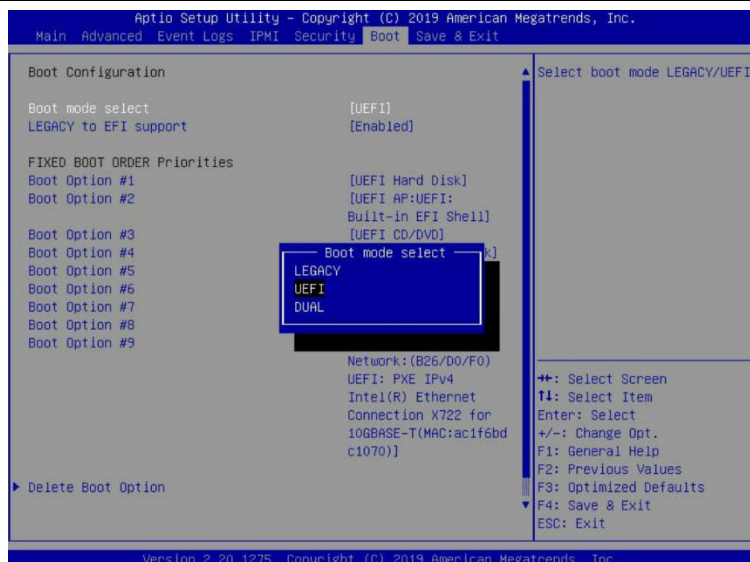 Aptio Setup Utility – Copyright (C) 2019 American Megatrends, Inc.
Main Advanced Event Logs IPMI Security Boot Save & Exit
Boot Configuration
Boot mode select [UEFI]
LEGACY to EFI support [Enabled]
FIXED BOOT ORDER Priorities
Boot Option #1 [UEFI Hard Disk]
Boot Option #2 [UEFI AP:UEFI:
Built-in EFI Shell]
Boot Option #3 [UEFI CD/DVD]
Boot Option #4 k]
Boot Option #5
Boot Option #6
Boot Option #7
Boot Option #8
Boot Option #9
Boot mode select
LEGACY
UEFI
DUAL
Network:(B26/D0/F0)
UEFI: PXE IPv4
Intel(R) Ethernet
Connection X722 for
10GBASE-T(MAC:ac1f6bd
c1070)]
Delete Boot Option
Select boot mode LEGACY/UEFI
: Select Screen
↑↓: Select Item
Enter: Select
+/-: Change Opt.
F1: General Help
F2: Previous Values
F3: Optimized Defaults
F4: Save & Exit
ESC: Exit
Version 2.20.1275. Copyright (C) 2019 American Megatrends, Inc.